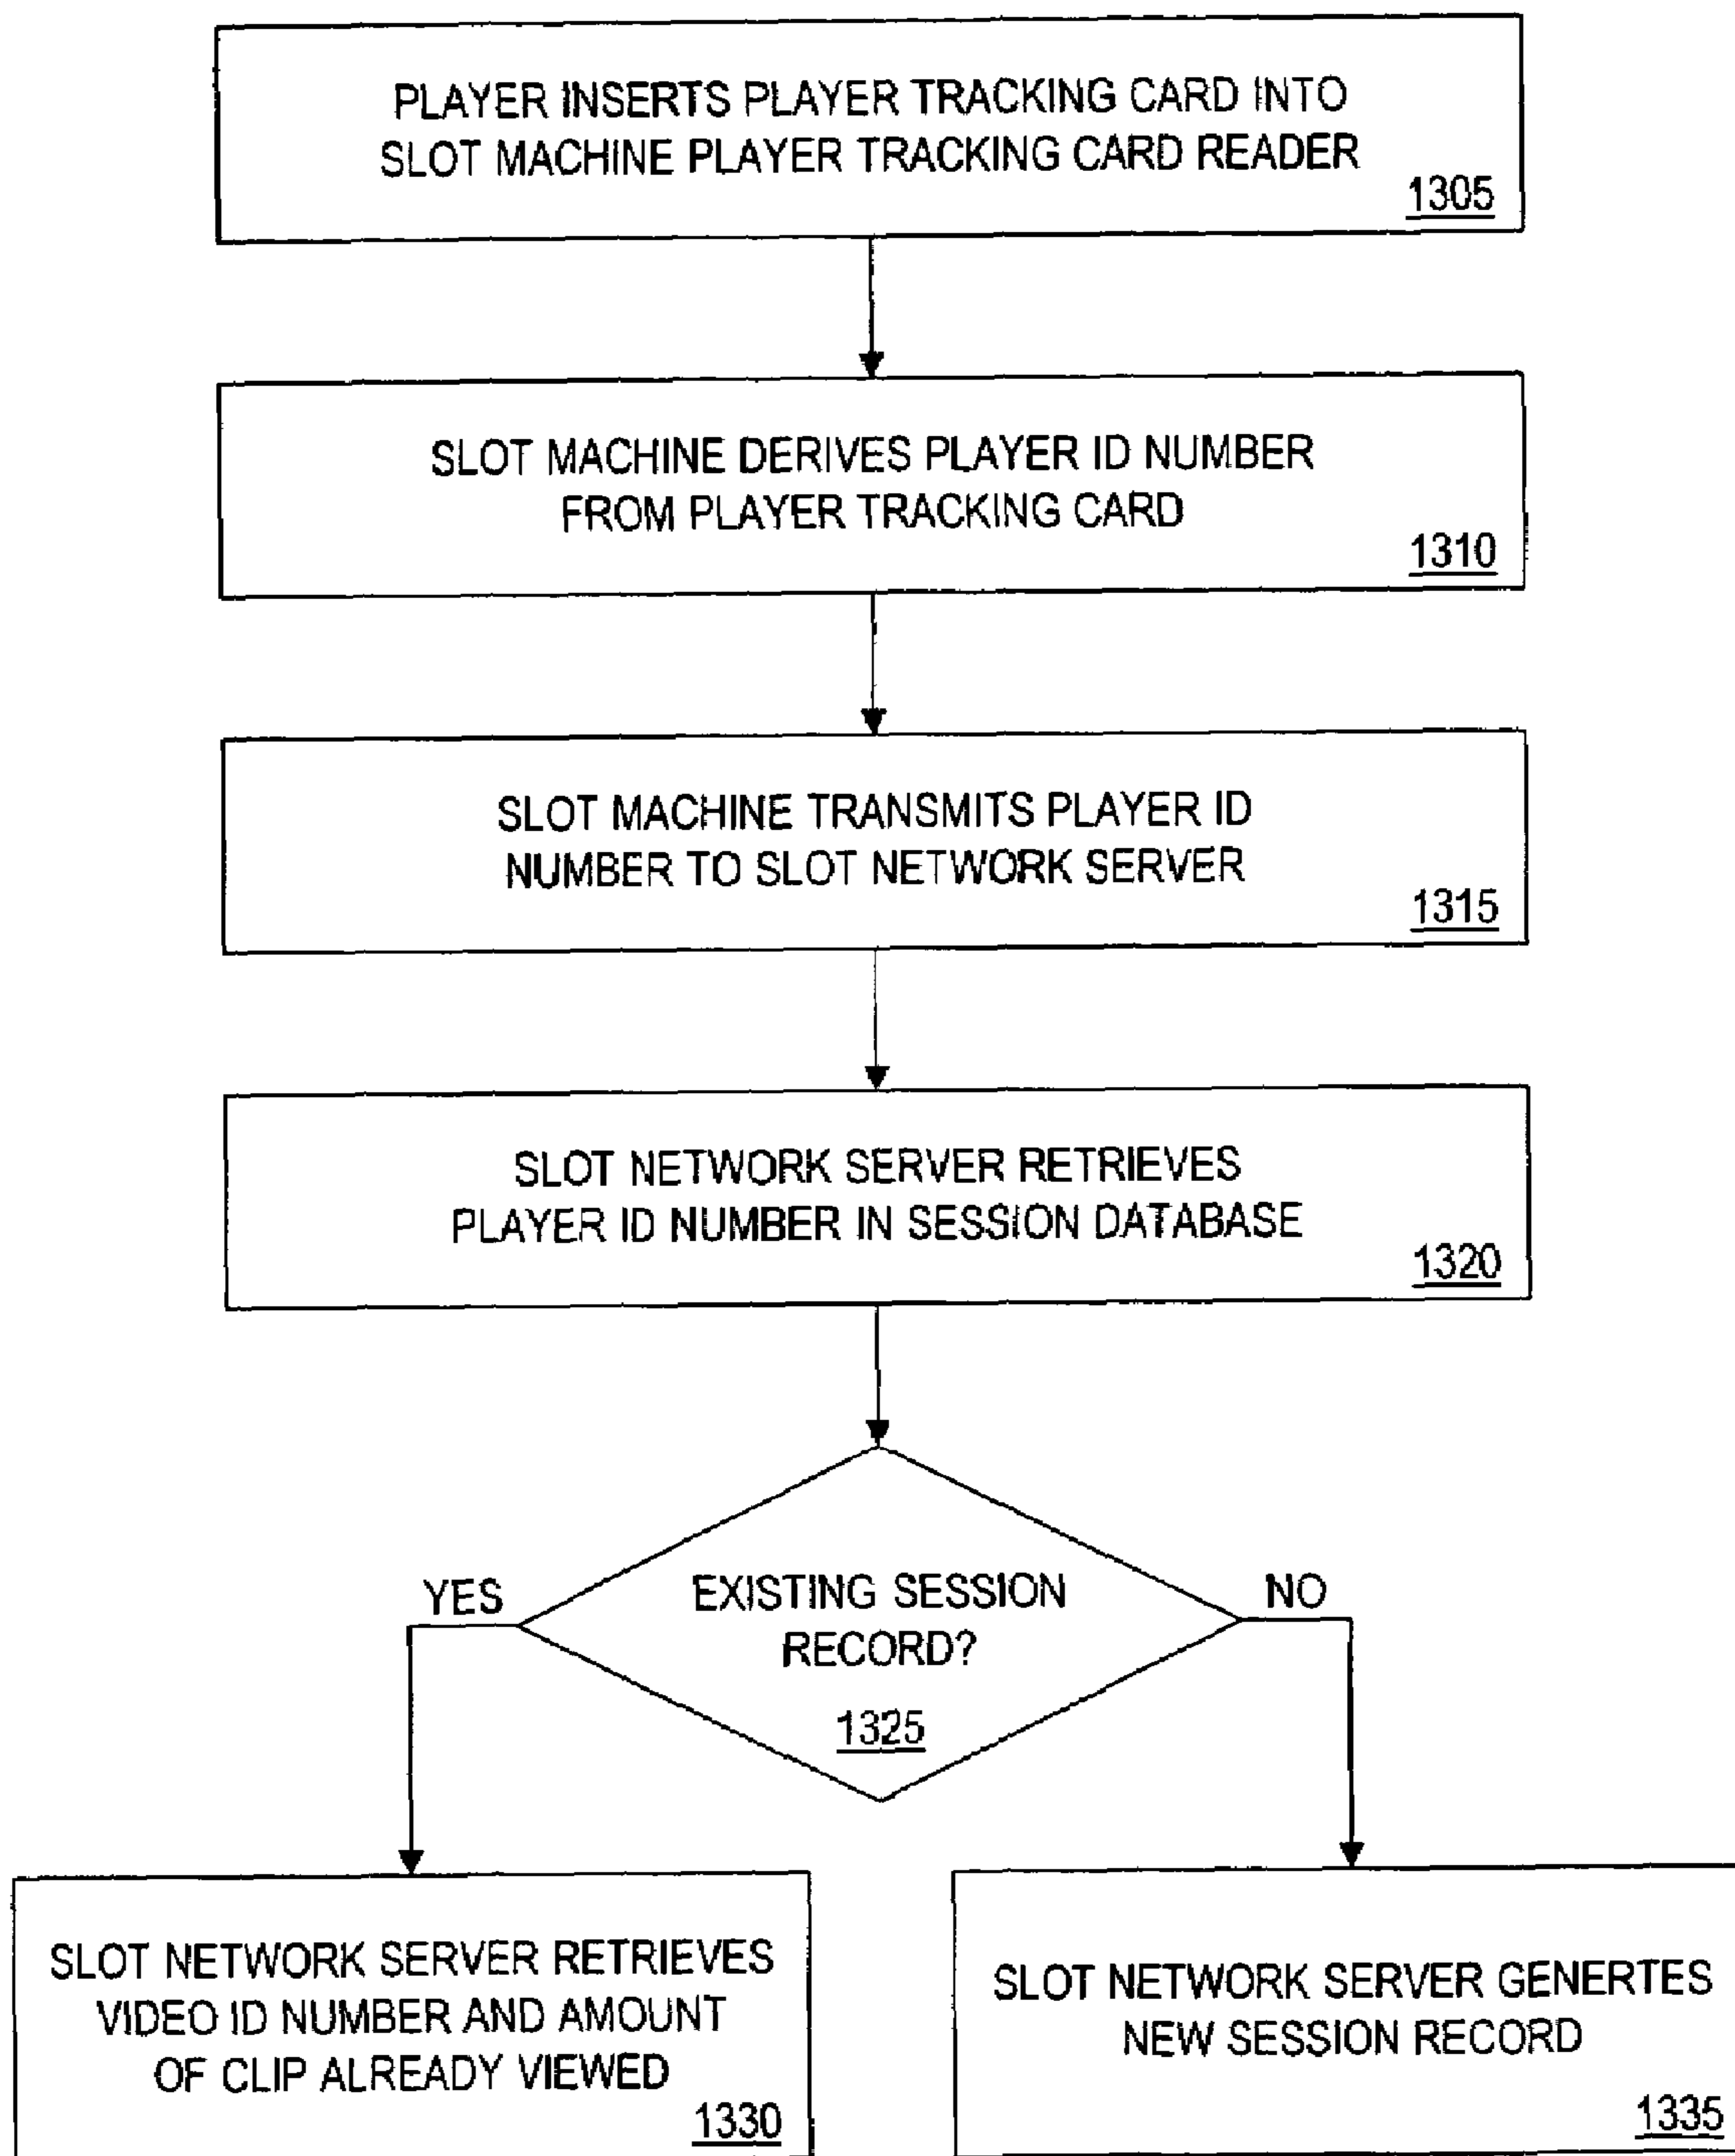 PLAYER INSERTS PLAYER TRACKING CARD INTO
SLOT MACHINE PLAYER TRACKING CARD READER
1305
SLOT MACHINE DERIVES PLAYER ID NUMBER
FROM PLAYER TRACKING CARD
1310
SLOT MACHINE TRANSMITS PLAYER ID
NUMBER TO SLOT NETWORK SERVER
1315
SLOT NETWORK SERVER RETRIEVES
PLAYER ID NUMBER IN SESSION DATABASE
1320
EXISTING SESSION
RECORD?
1325
YES
NO
SLOT NETWORK SERVER RETRIEVES
VIDEO ID NUMBER AND AMOUNT
OF CLIP ALREADY VIEWED
1330
SLOT NETWORK SERVER GENERTES
NEW SESSION RECORD
1335